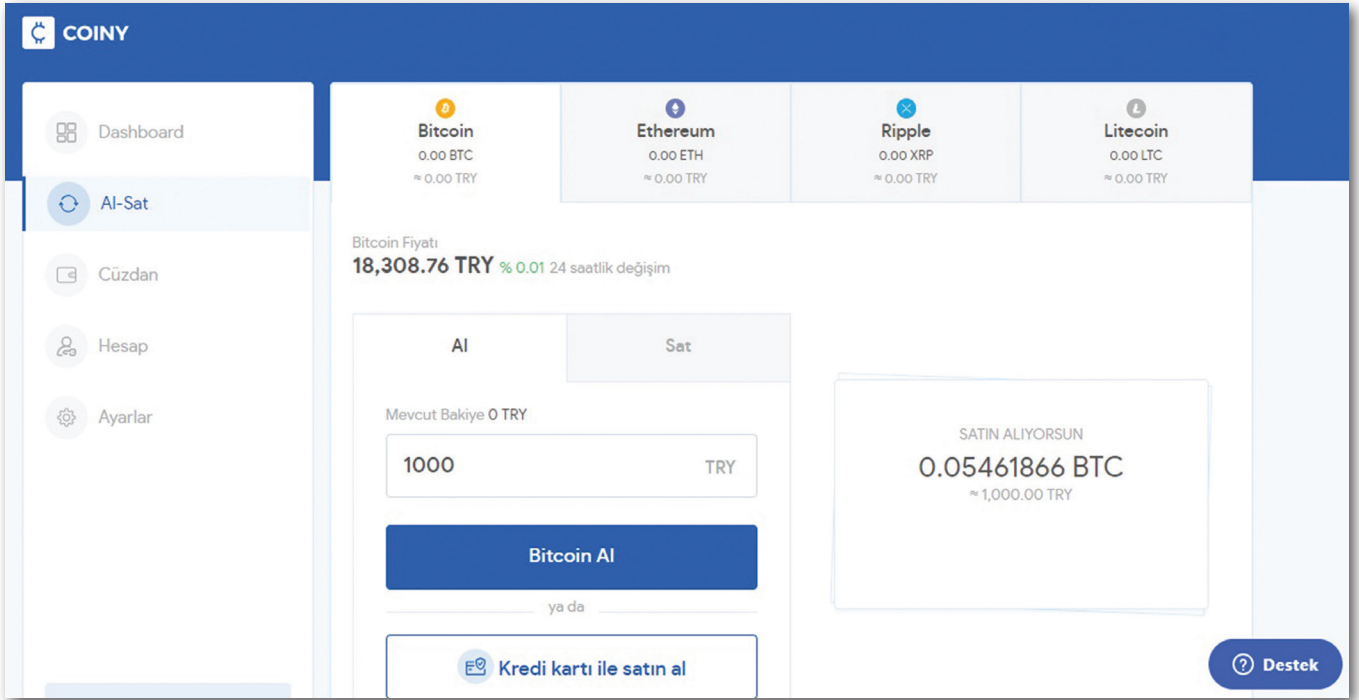 COINY
Dashboard
Al-Sat
Cüzdan
Hesap
Ayarlar
Bitcoin
0.00 BTC
≈ 0.00 TRY
Ethereum
0.00 ETH
≈ 0.00 TRY
Ripple
0.00 XRP
≈ 0.00 TRY
Litecoin
0.00 LTC
≈ 0.00 TRY
Bitcoin Fiyatı
18,308.76 TRY % 0.01 24 saatlik değişim
Al
Sat
Mevcut Bakiye 0 TRY
1000 TRY
Bitcoin Al
ya da
Kredi kartı ile satın al
SATIN ALIYORSUN
0.05461866 BTC
≈ 1,000.00 TRY
Destek